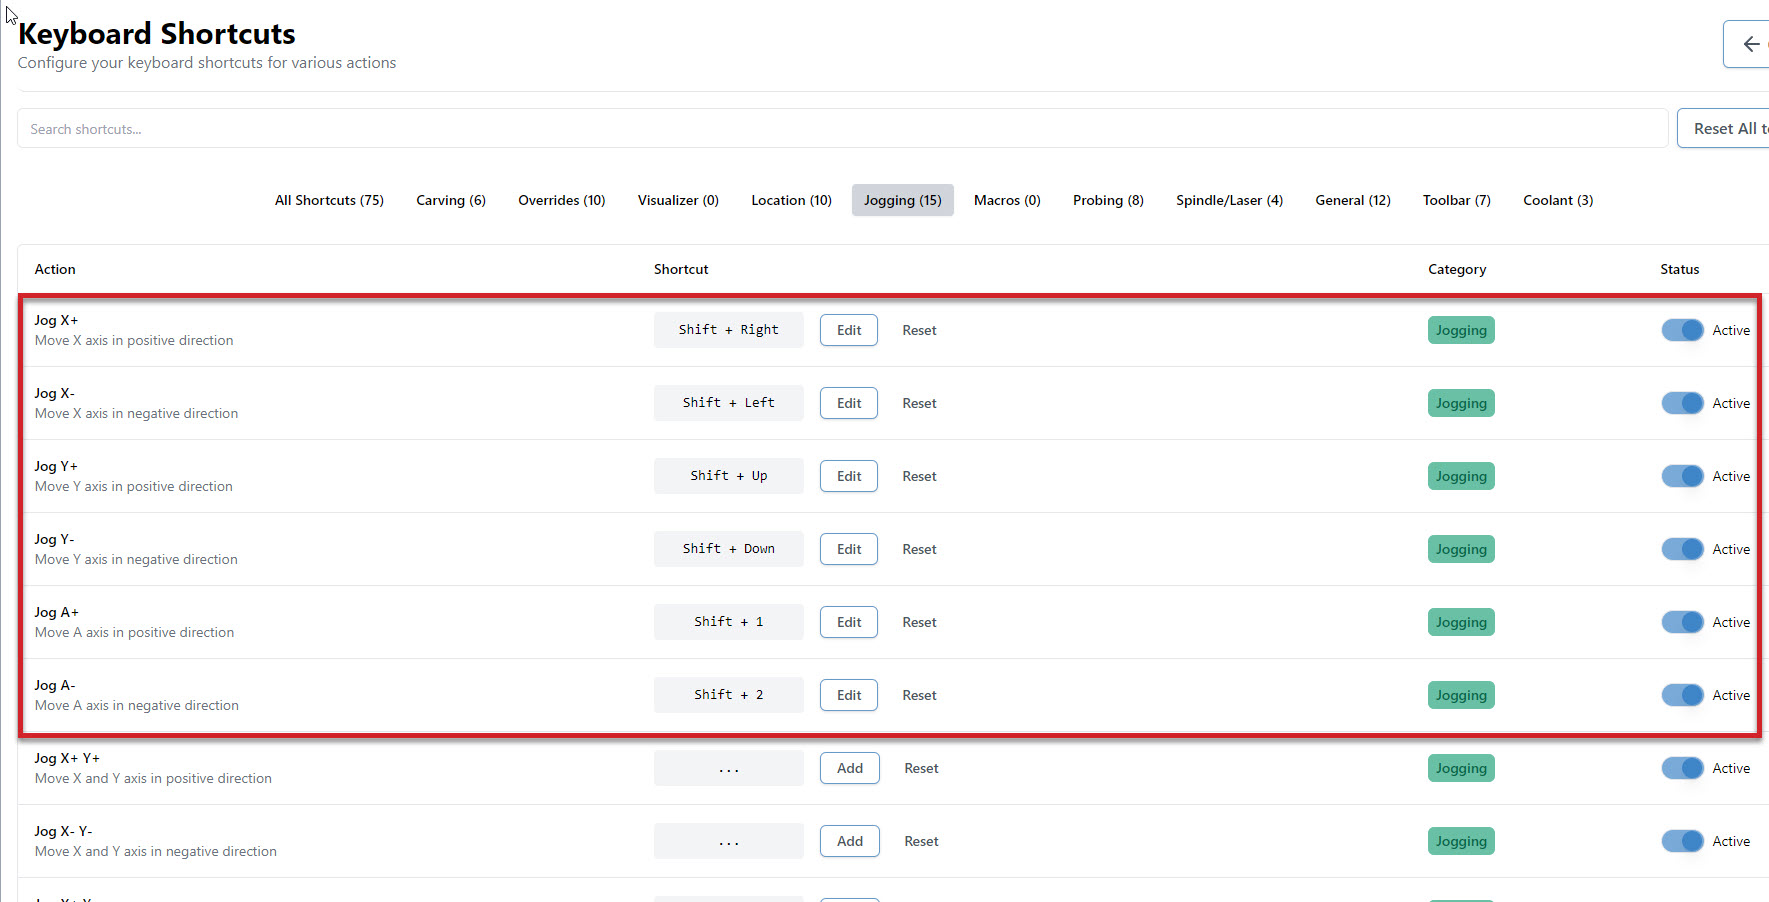 Keyboard Shortcuts
Configure your keyboard shortcuts for various actions
Search shortcuts...
Reset All
All Shortcuts (75) Carving (6) Overrides (10) Visualizer (0) Location (10) Jogging (15) Macros (0) Probing (8) Spindle/Laser (4) General (12) Toolbar (7) Coolant (3)
Action Shortcut Category Status
Jog X+
Move X axis in positive direction
Shift + Right Edit Reset Jogging Active
Jog X-
Move X axis in negative direction
Shift + Left Edit Reset Jogging Active
Jog Y+
Move Y axis in positive direction
Shift + Up Edit Reset Jogging Active
Jog Y-
Move Y axis in negative direction
Shift + Down Edit Reset Jogging Active
Jog A+
Move A axis in positive direction
Shift + 1 Edit Reset Jogging Active
Jog A-
Move A axis in negative direction
Shift + 2 Edit Reset Jogging Active
Jog X+ Y+
Move X and Y axis in positive direction
... Add Reset Jogging Active
Jog X- Y-
Move X and Y axis in negative direction
... Add Reset Jogging Active